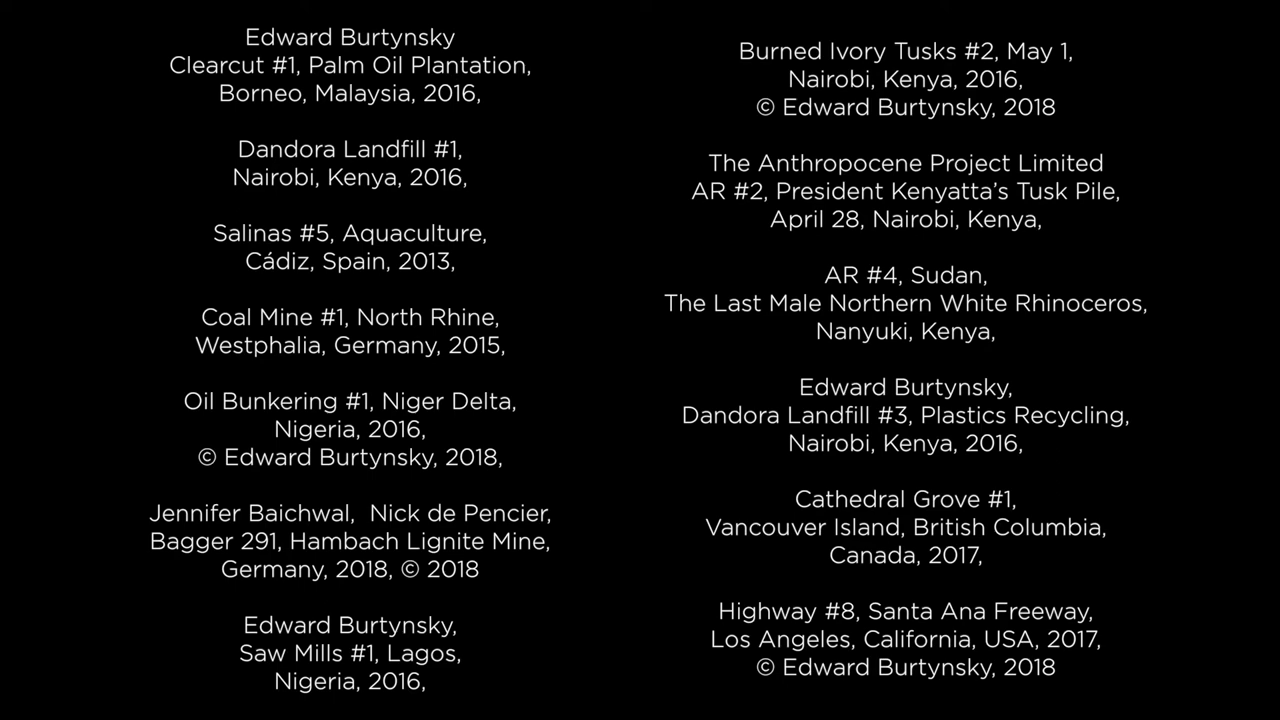 Edward Burtynsky
Clearcut #1, Palm Oil Plantation,
Borneo, Malaysia, 2016,
Dandora Landfill #1,
Nairobi, Kenya, 2016,
Salinas #5, Aquaculture,
Cádiz, Spain, 2013,
Coal Mine #1, North Rhine,
Westphalia, Germany, 2015,
Oil Bunkering #1, Niger Delta,
Nigeria, 2016,
© Edward Burtynsky, 2018,
Jennifer Baichwal,  Nick de Pencier,
Bagger 291, Hambach Lignite Mine,
Germany, 2018, © 2018
Edward Burtynsky,
Saw Mills #1, Lagos,
Nigeria, 2016,
Burned Ivory Tusks #2, May 1,
Nairobi, Kenya, 2016,
© Edward Burtynsky, 2018
The Anthropocene Project Limited
AR #2, President Kenyatta’s Tusk Pile,
April 28, Nairobi, Kenya,
AR #4, Sudan,
The Last Male Northern White Rhinoceros,
Nanyuki, Kenya,
Edward Burtynsky,
Dandora Landfill #3, Plastics Recycling,
Nairobi, Kenya, 2016,
Cathedral Grove #1,
Vancouver Island, British Columbia,
Canada, 2017,
Highway #8, Santa Ana Freeway,
Los Angeles, California, USA, 2017,
© Edward Burtynsky, 2018